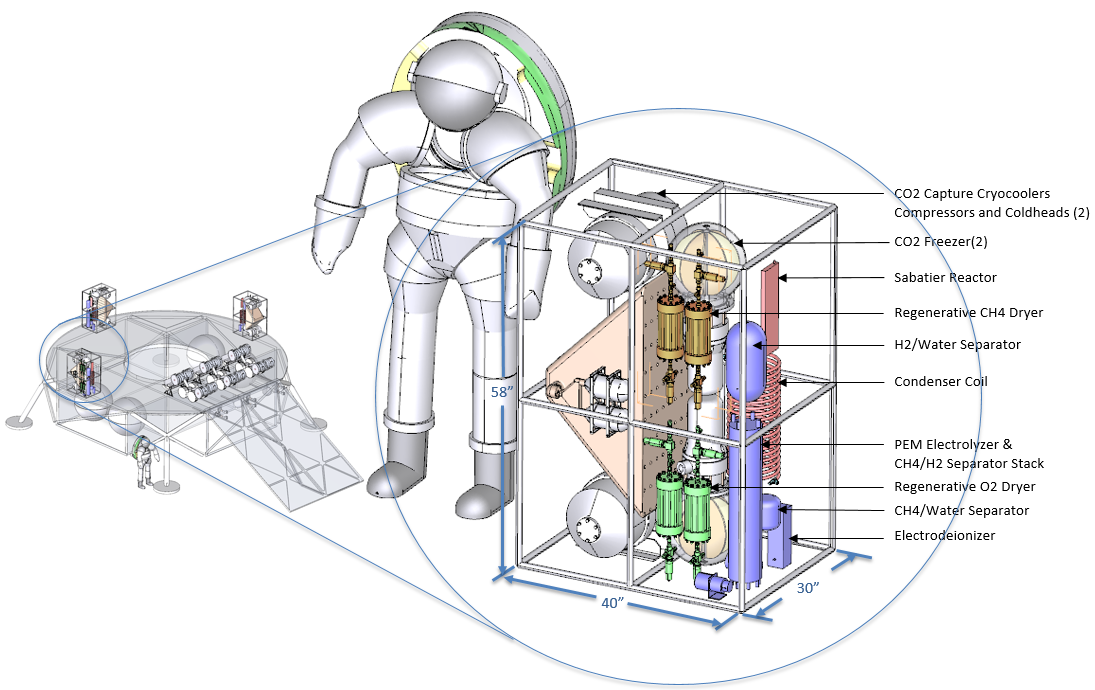 CO2 Capture Cryocoolers
Compressors and Coldheads (2)
CO2 Freezer(2)
Sabatier Reactor
Regenerative CH4 Dryer
H2/Water Separator
Condenser Coil
58”
PEM Electrolyzer &
CH4/H2 Separator Stack
Regenerative O2 Dryer
CH4/Water Separator
Electrodeionizer
30”
40”